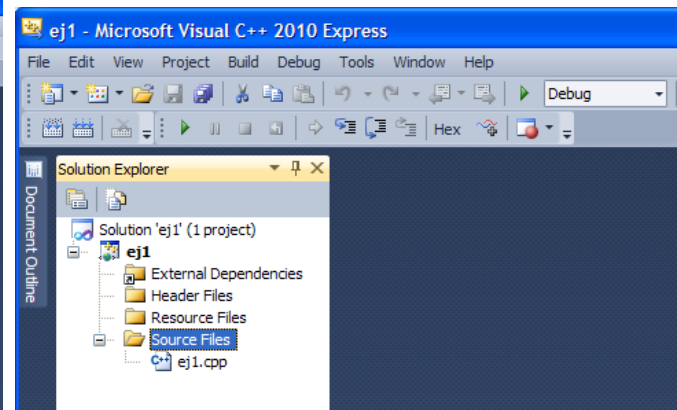 ej1 - Microsoft Visual C++ 2010 Express
File Edit View Project Build Debug Tools Window Help
Debug
Hex
Document Outline
Solution Explorer
Solution 'ej1' (1 project)
ej1
External Dependencies
Header Files
Resource Files
Source Files
C++ ej1.cpp